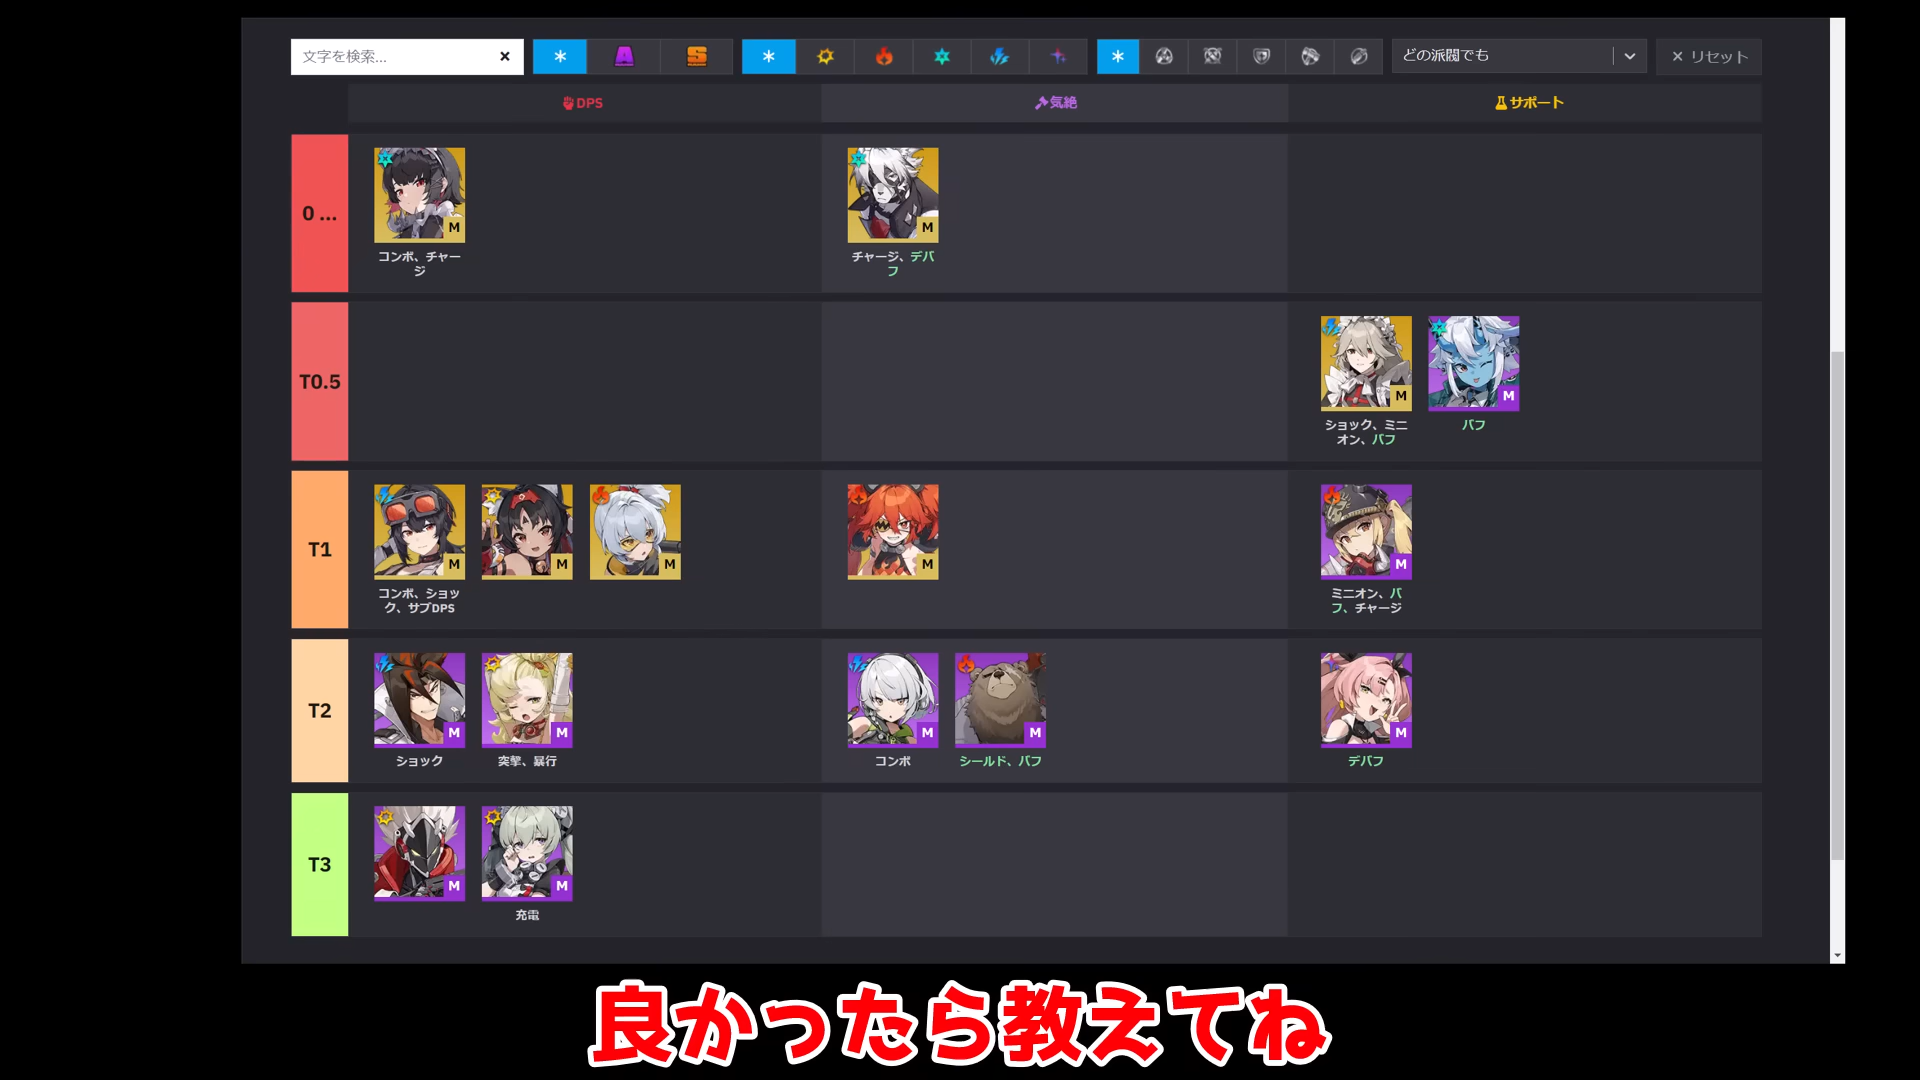 文字を検索...
どの派閥でも
リセット
DPS
気絶
サポート
0 ...
M
コンボ、チャー
ジ
M
チャージ、デバ
フ
T0.5
M
ショック、ミニ
オン、バフ
M
バフ
T1
M
コンボ、ショッ
ク、サブDPS
M
M
M
M
ミニオン、バ
フ、チャージ
T2
M
ショック
M
突撃、暴行
M
コンボ
M
シールド、バフ
M
デバフ
T3
M
M
充電
良かったら教えてね